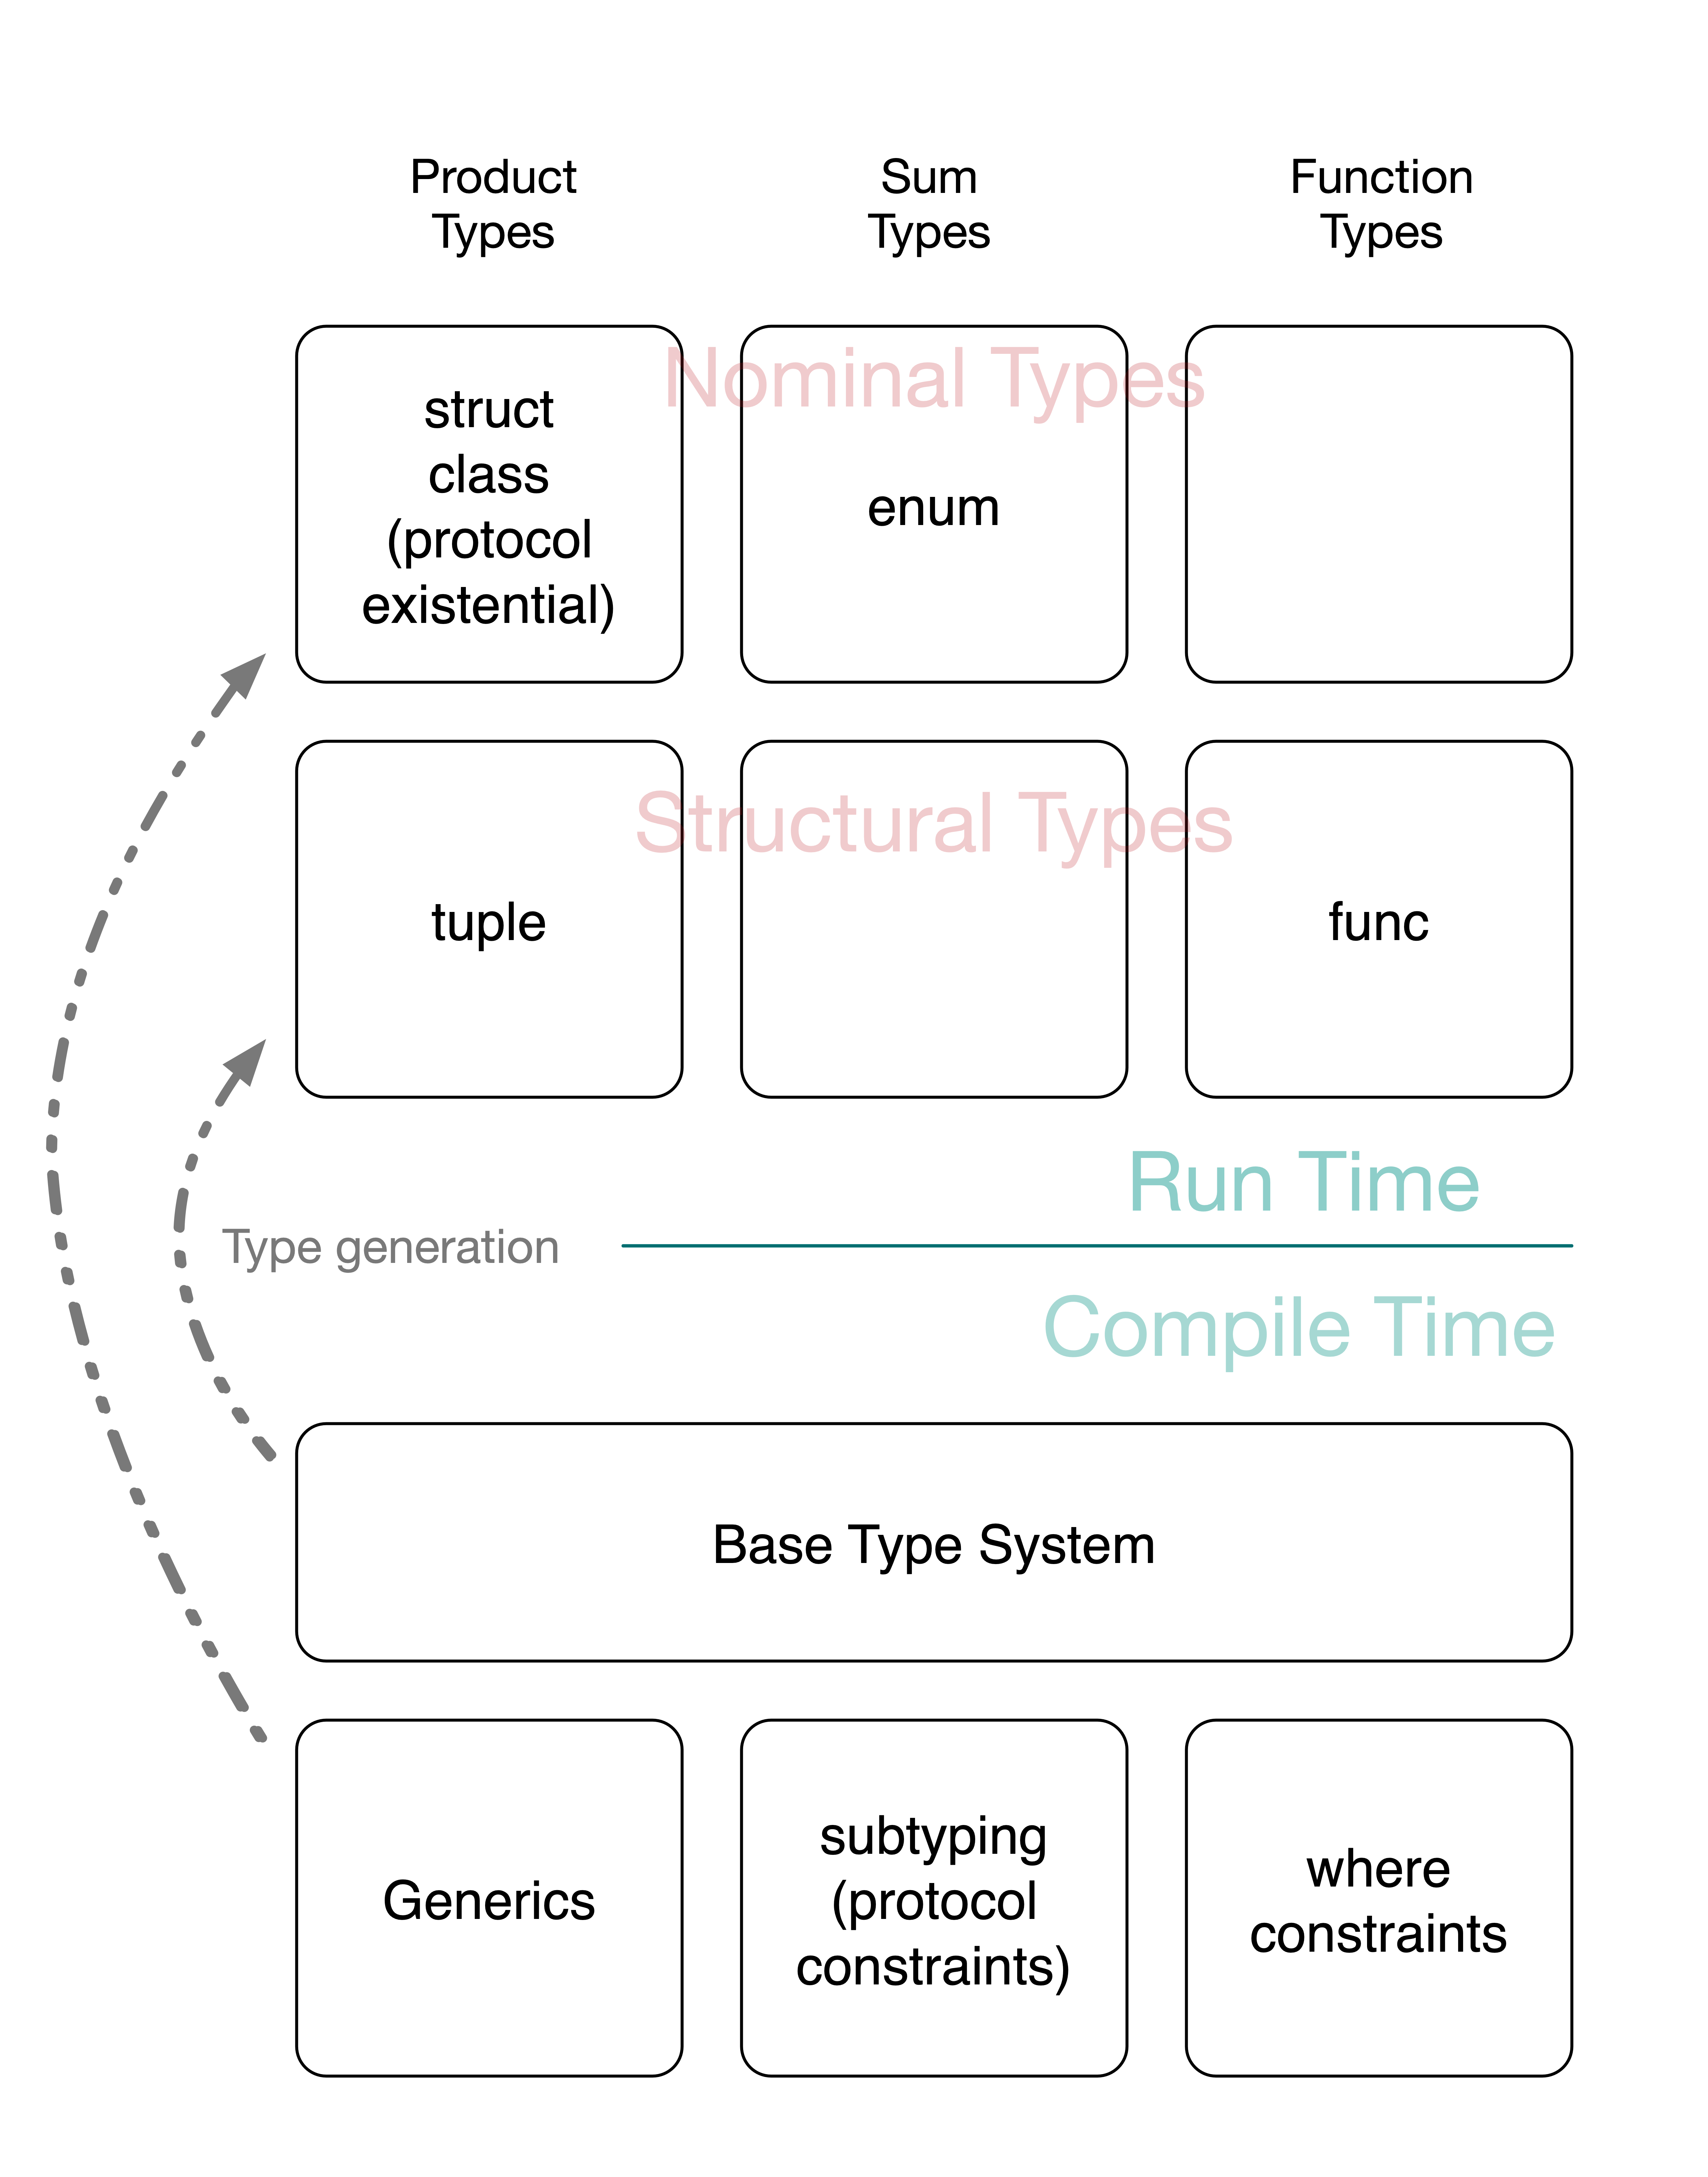 Product
Types
Sum
Types
Function
Types
Nominal Types
struct
class
(protocol
existential)
enum
Structural Types
tuple
func
Run Time
Type generation
Compile Time
Base Type System
Generics
subtyping
(protocol
constraints)
where
constraints